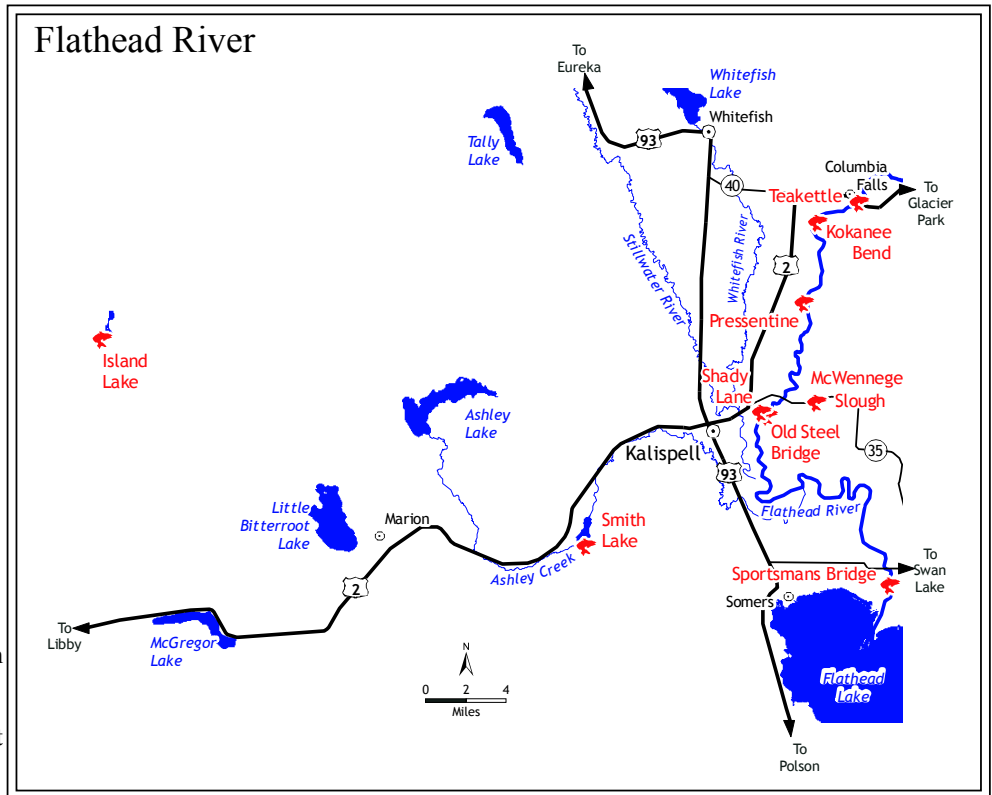 Flathead River
To
Eureka
Whitefish
Lake
Whitefish
93
Tally
Lake
Columbia
Falls
40
Teakettle
To
Glacier
Park
Kokanee
Bend
Stillwater River
Whitefish River
2
Pressentine
Island
Lake
Shady
Lane
McWennege
Slough
Ashley
Lake
Old Steel
Bridge
Kalispell
35
93
Little
Bitterroot
Lake
Marion
Smith
Lake
Flathead River
Ashley Creek
To
Swan
Lake
Sportsmans Bridge
2
Somers
To
Libby
McGregor
Lake
N
0 2 4
Miles
Flathead
Lake
To
Polson